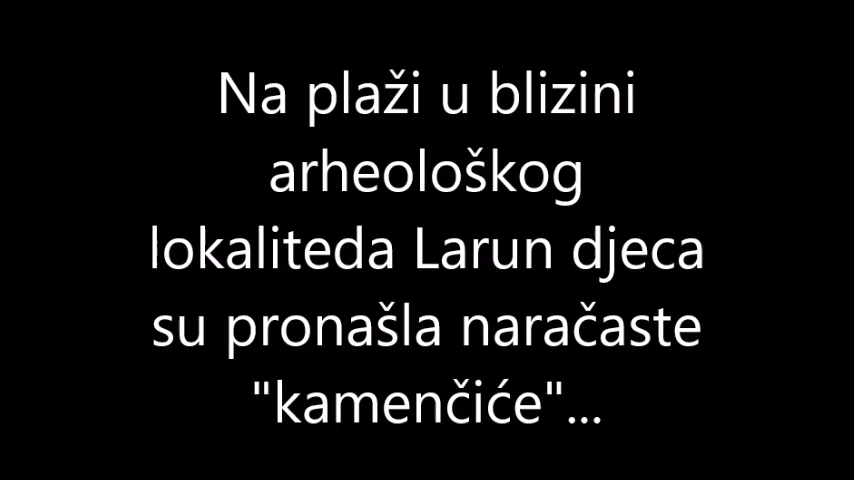 Na plaži u blizini
arheološkog
lokaliteda Larun djeca
su pronašla naračaste
"kamenčiće"...